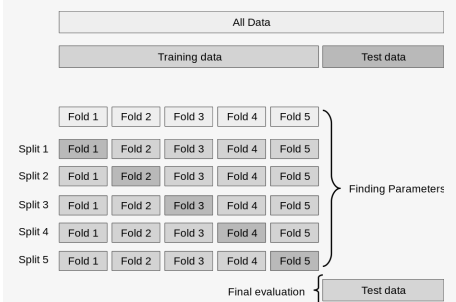 All Data
Training data Test data
Fold 1 Fold 2 Fold 3 Fold 4 Fold 5
Split 1 Fold 1 Fold 2 Fold 3 Fold 4 Fold 5
Split 2 Fold 1 Fold 2 Fold 3 Fold 4 Fold 5
Finding Parameters
Split 3 Fold 1 Fold 2 Fold 3 Fold 4 Fold 5
Split 4 Fold 1 Fold 2 Fold 3 Fold 4 Fold 5
Split 5 Fold 1 Fold 2 Fold 3 Fold 4 Fold 5
Final evaluation Test data